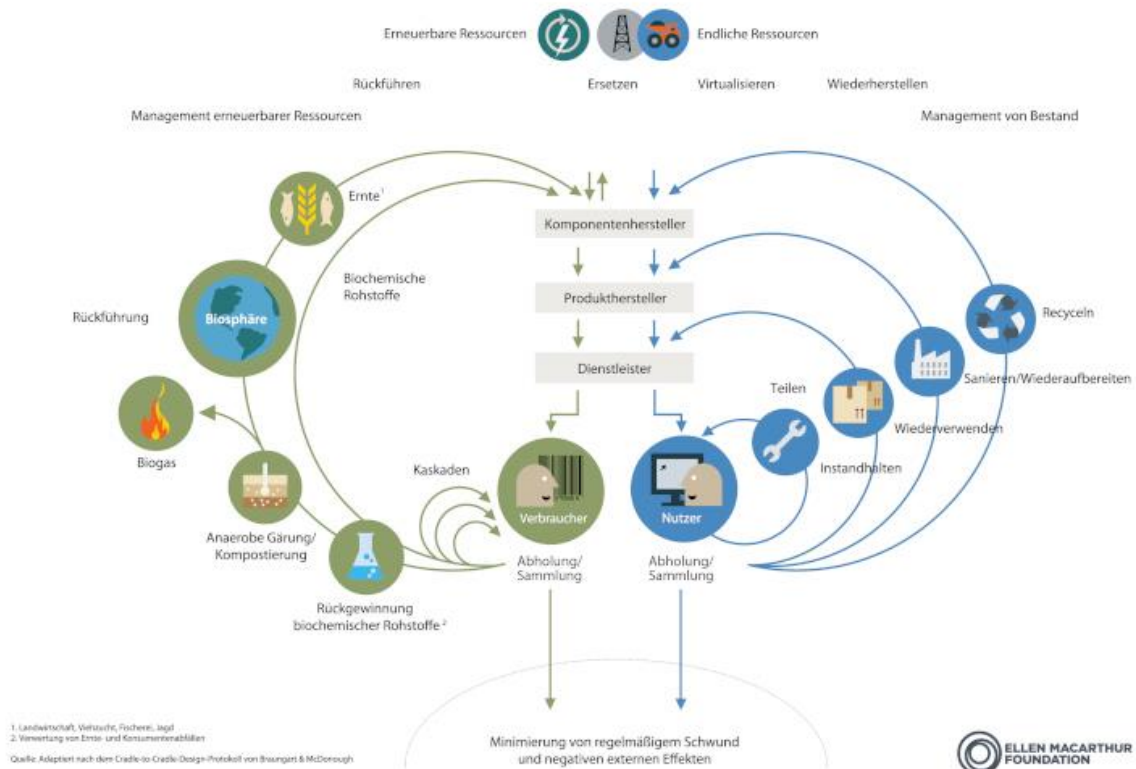 Erneuerbare Ressourcen
Endliche Ressourcen
Rückführen
Ersetzen
Virtualisieren
Wiederherstellen
Management erneuerbarer Ressourcen
Management von Bestand
Ernte¹
Komponentenhersteller
Biochemische
Rohstoffe
Produkthersteller
Rückführung
Biosphäre
Recyceln
Dienstleister
Sanieren/Wiederaufbereiten
Teilen
Wiederverwenden
Biogas
Kaskaden
Instandhalten
Verbraucher
Nutzer
Anaerobe Gärung/
Kompostierung
Abholung/
Sammlung
Abholung/
Sammlung
Rückgewinnung
biochemischer Rohstoffe ²
1. Landwirtschaft, Viehzucht, Fischerei, Jagd
2. Verwertung von Ernte- und Konsumentenabfällen
Quelle: Adaptiert nach dem Cradle-to-Cradle-Design-Protokoll von Braungart & McDonough
Minimierung von regelmäßigem Schwund
und negativen externen Effekten
ELLEN MACARTHUR
FOUNDATION